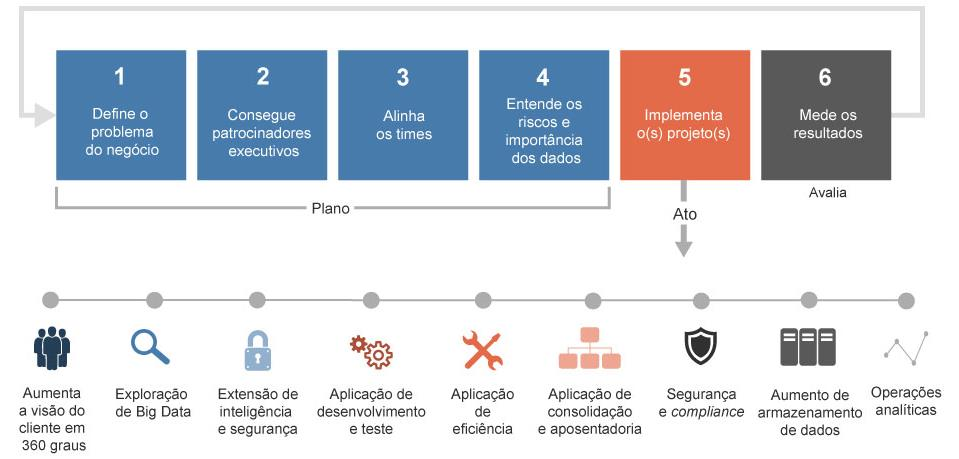 1
Define o
problema
do negócio
2
Consegue
patrocinadores
executivos
3
Alinha
os times
4
Entende os
riscos e
importância
dos dados
5
Implementa
o(s) projeto(s)
6
Mede os
resultados
Plano
Ato
Avalia
Aumenta
a visão do
cliente em
360 graus
Exploração
de Big Data
Extensão de
inteligência
e segurança
Aplicação de
desenvolvimento
e teste
Aplicação
de
eficiência
Aplicação de
consolidação
e aposentadoria
Segurança
e compliance
Aumento de
armazenamento
de dados
Operações
analíticas